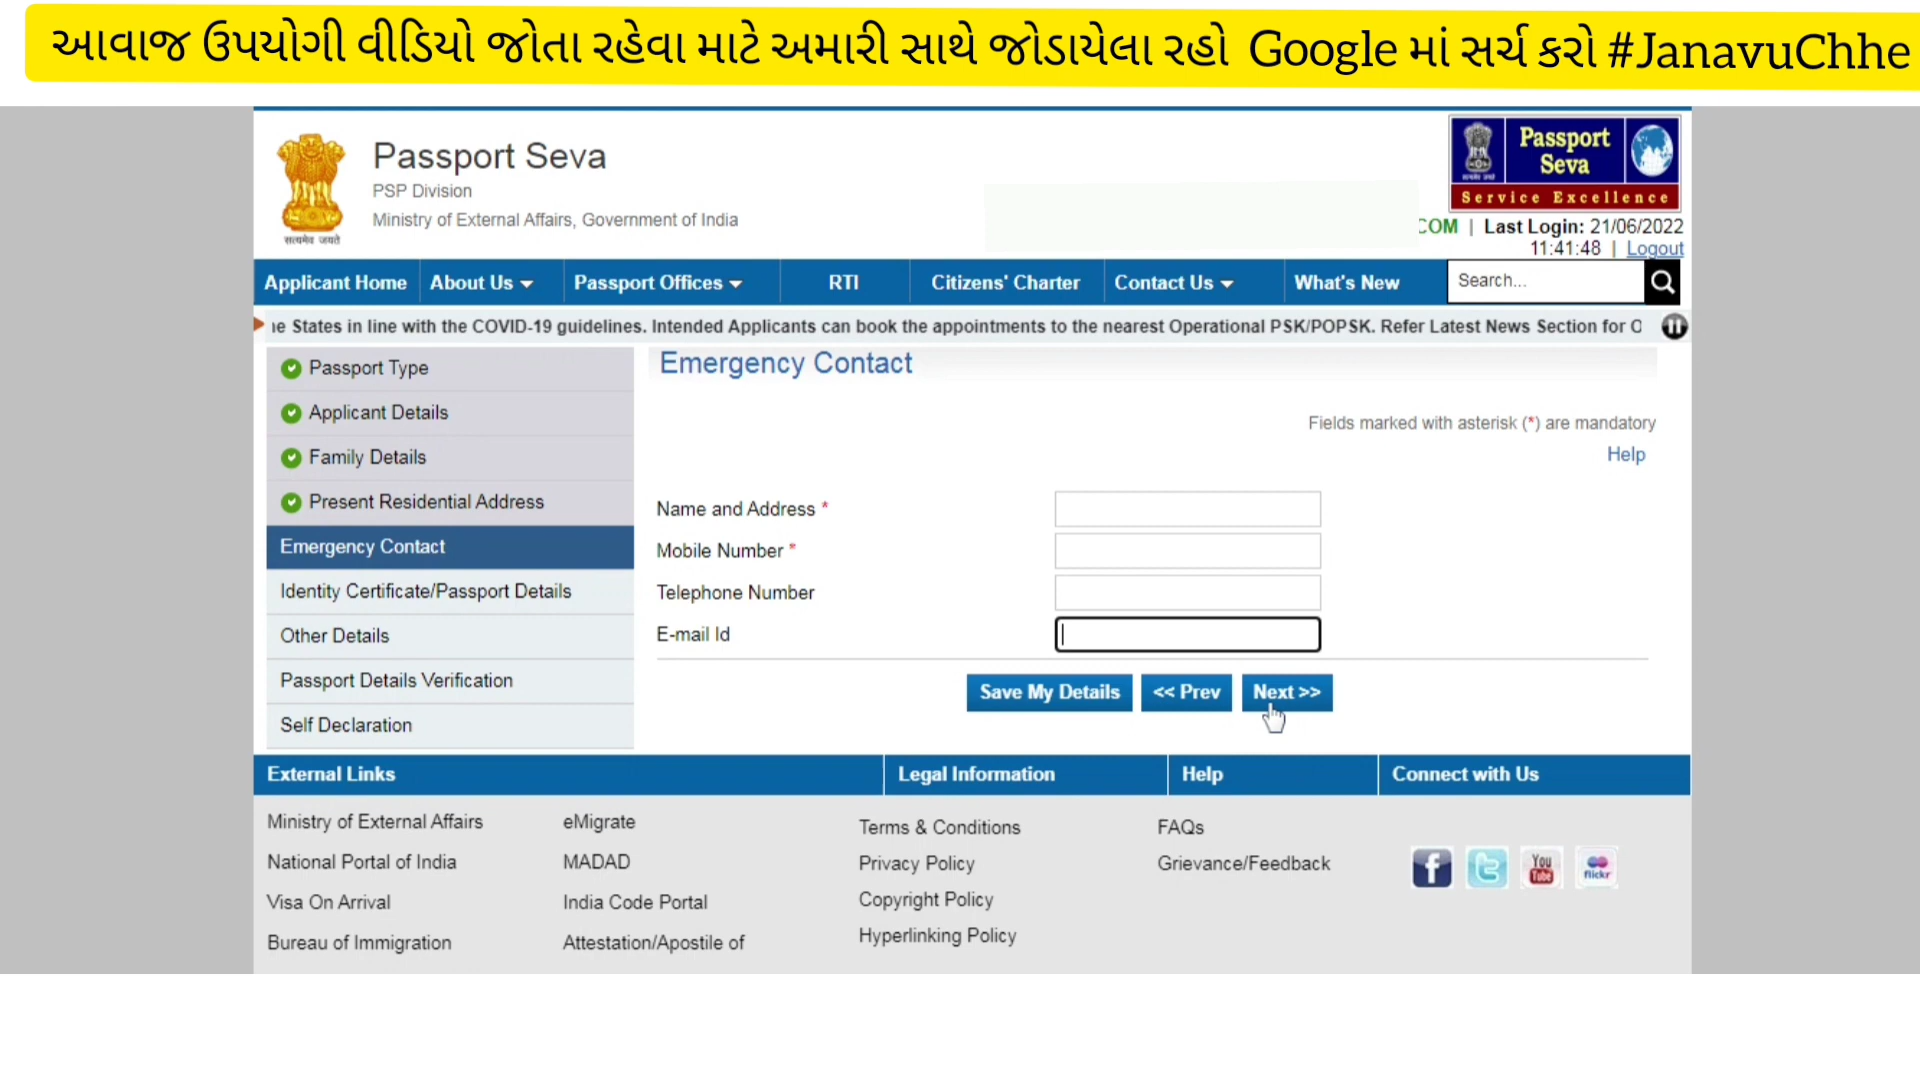 આવાજ ઉપયોગી વીડિયો જોતા રહેવા માટે અમારી સાથે જોડાયેલા રહો Google માં સર્ચ કરો #JanavuChhe
Passport Seva
PSP Division
Ministry of External Affairs, Government of India
सत्यमेव जयते
Passport
Seva
Service Excellence
COM | Last Login: 21/06/2022
11:41:48 | Logout
Applicant Home About Us Passport Offices RTI Citizens' Charter Contact Us What's New Search...
States in line with the COVID-19 guidelines. Intended Applicants can book the appointments to the nearest Operational PSK/POPSK. Refer Latest News Section for
Passport Type
Applicant Details
Family Details
Present Residential Address
Emergency Contact
Identity Certificate/Passport Details
Other Details
Passport Details Verification
Self Declaration
Emergency Contact
Fields marked with asterisk (*) are mandatory
Help
Name and Address *
Mobile Number *
Telephone Number
E-mail Id
Save My Details << Prev Next >>
External Links
Ministry of External Affairs
National Portal of India
Visa On Arrival
Bureau of Immigration
eMigrate
MADAD
India Code Portal
Attestation/Apostile of
Legal Information
Terms & Conditions
Privacy Policy
Copyright Policy
Hyperlinking Policy
Help
FAQs
Grievance/Feedback
Connect with Us
f
t
You
Tube
flickr